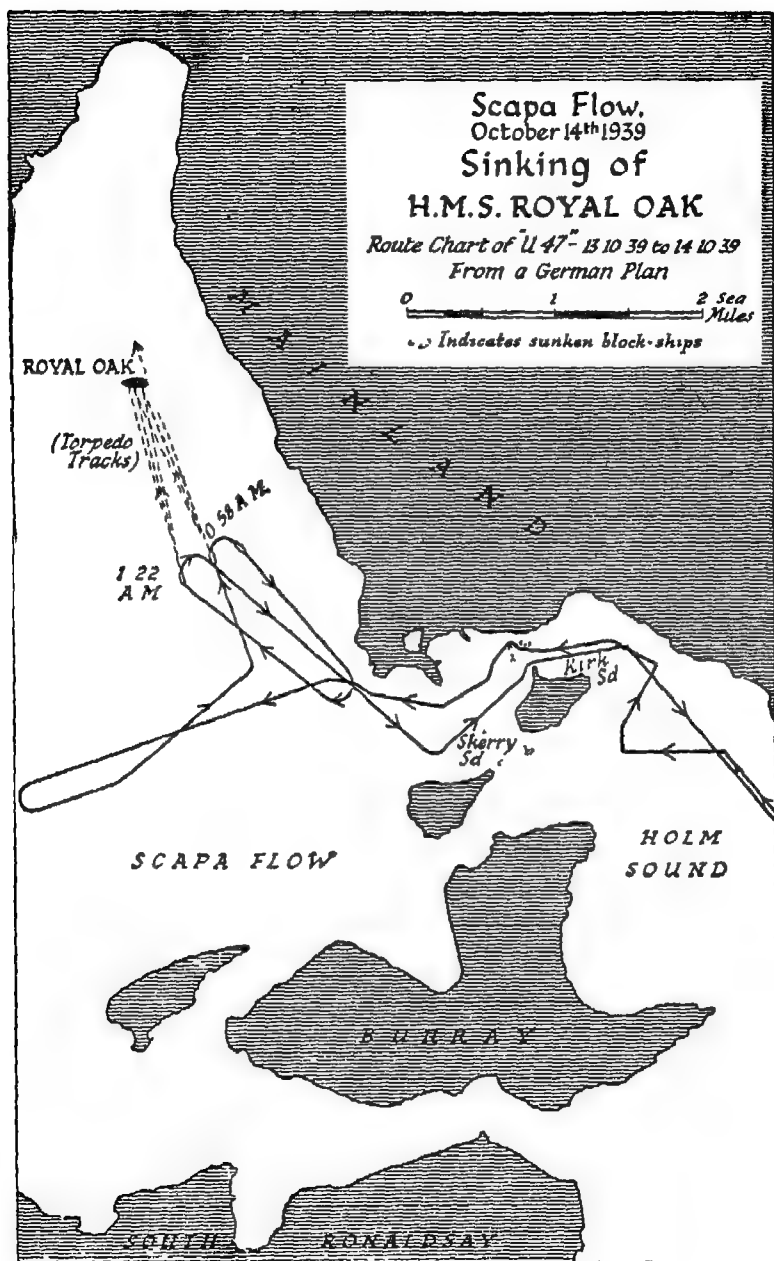 Scapa Flow,
October 14th 1939
Sinking of
H.M.S. ROYAL OAK
Route Chart of "U 47" 13 10 39 to 14 10 39
From a German Plan
0 1 2 Sea
Miles
Indicates sunken block-ships
ROYAL OAK
(Torpedo
Tracks)
0 58 A.M.
1 22
A M
Kirk
Sd
Skerry
Sd
SCAPA FLOW
HOLM
SOUND
BURRAY
SOUTH RONALDSAY